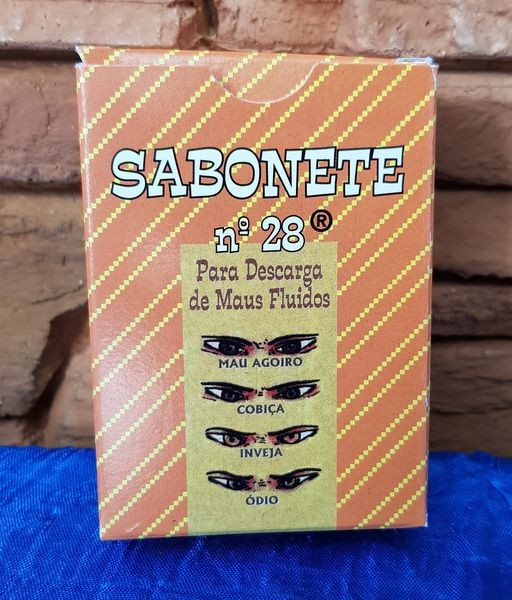 SABONETE
nº 28®
Para Descarga
de Maus Fluidos
MAU AGOIRO
COBIÇA
INVEJA
ÓDIO